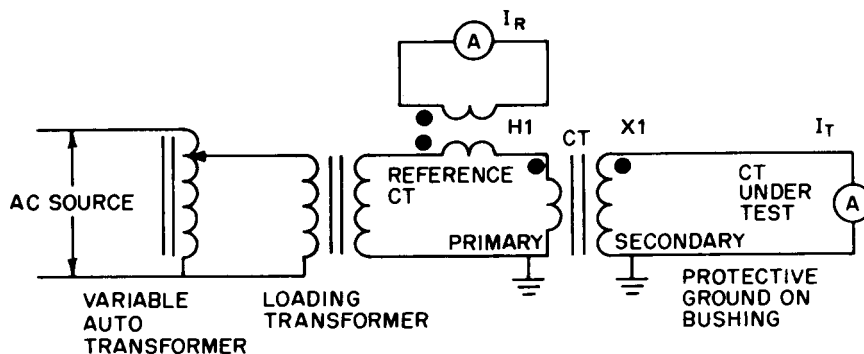 I_R
A
H1
CT
X1
I_T
REFERENCE
CT
CT
UNDER
TEST
A
AC SOURCE
PRIMARY
SECONDARY
VARIABLE
AUTO
TRANSFORMER
LOADING
TRANSFORMER
PROTECTIVE
GROUND ON
BUSHING